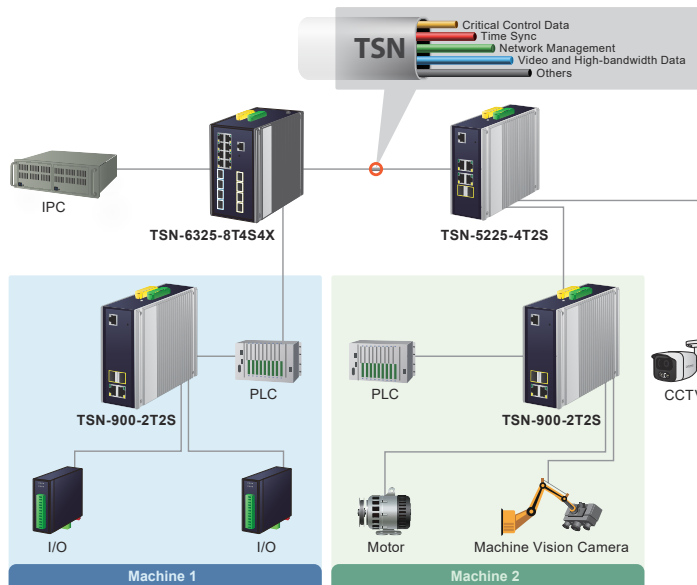 TSN
Critical Control Data
Time Sync
Network Management
Video and High-bandwidth Data
Others
IPC
TSN-6325-8T4S4X
TSN-5225-4T2S
PLC
PLC
CCTV
TSN-900-2T2S
TSN-900-2T2S
I/O
I/O
Motor
Machine Vision Camera
Machine 1
Machine 2